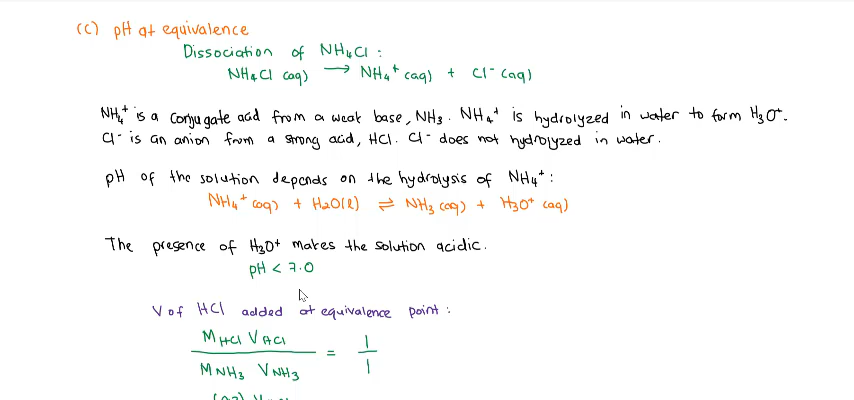 (c) pH at equivalence
Dissociation of NH₄Cl :
NH₄Cl (aq) → NH₄⁺ (aq) + Cl⁻ (aq)
NH₄⁺ is a conjugate acid from a weak base, NH₃. NH₄⁺ is hydrolyzed in water to form H₃O⁺.
Cl⁻ is an anion from a strong acid, HCl. Cl⁻ does not hydrolyzed in water.
pH of the solution depends on the hydrolysis of NH₄⁺ :
NH₄⁺ (aq) + H₂O(l) ⇌ NH₃ (aq) + H₃O⁺ (aq)
The presence of H₃O⁺ makes the solution acidic.
pH < 7.0
V of HCl added at equivalence point :
M HCl V HCl / M NH₃ V NH₃ = 1 / 1